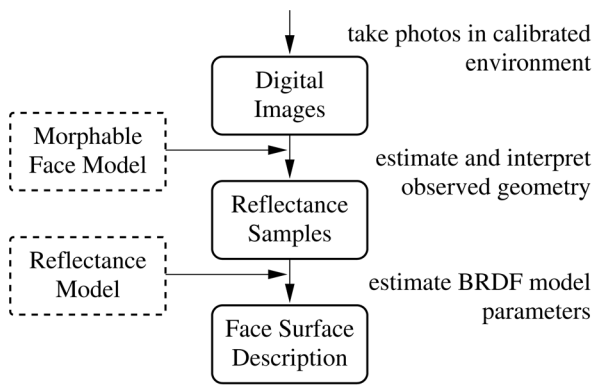 take photos in calibrated
environment
Digital
Images
Morphable
Face Model
estimate and interpret
observed geometry
Reflectance
Samples
Reflectance
Model
estimate BRDF model
parameters
Face Surface
Description